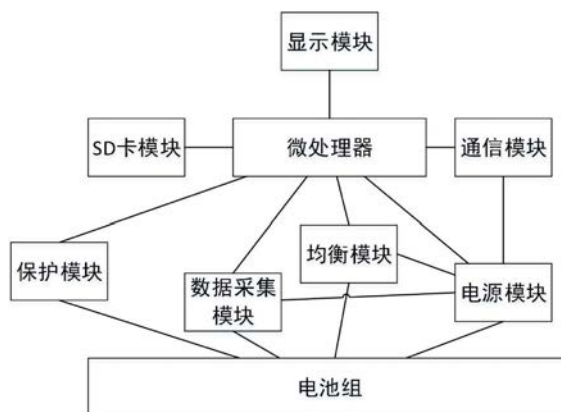 显示模块
SD卡模块
微处理器
通信模块
保护模块
数据采集
模块
均衡模块
电源模块
电池组